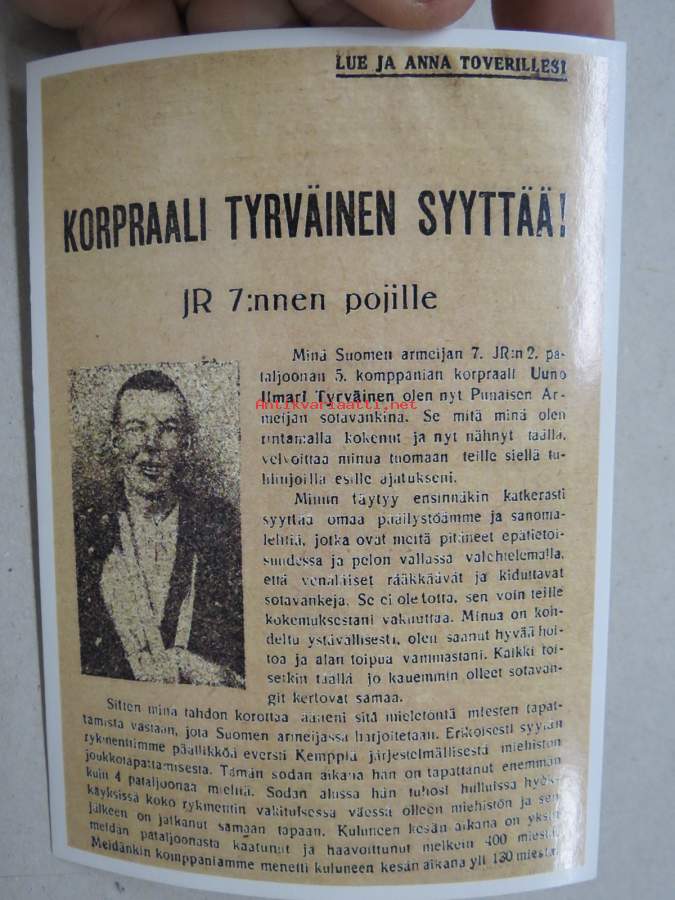 LUE JA ANNA TOVERILLESI
KORPRAALI TYRVÄINEN SYYTTÄÄ!
JR 7:nnen pojille
Minä Suomen armeijan 7. JR:n 2. pa-
taljoonan 5. komppanian korpraali Uuno
Ilmari Tyrväinen olen nyt Punaisen Ar-
Antikvariaatti.net
meijan sotavankina. Se mitä minä olen
rintamalla kokenut ja nyt nähnyt täällä,
velvoittaa minua tuomaan teille siellä tu-
lilinjoilla esille ajatukseni.
Minun täytyy ensinnäkin katkerasti
syyttää omaa päällystöämme ja sanoma-
lehtiä, jotka ovat meitä pitäneet epätietoi-
suudessa ja pelon vallassa valehtelemalla,
että venäläiset rääkkäävät ja kiduttavat
sotavankeja. Se ei ole totta, sen voin teille
kokemuksestani vakuuttaa. Minua on koh-
deltu ystävällisesti, olen saanut hyvää hoi-
toa ja alan toipua vammastani. Kaikki toi-
setkin täällä jo kauemmin olleet sotavan-
git kertovat samaa.
Sitten minä tahdon korottaa ääneni sitä mieletöntä miesten tapat-
tamista vastaan, jota Suomen armeijassa harjoitetaan. Erikoisesti syytän
rykmenttimme päällikköä eversti Kemppiä järjestelmällisestä miehistön
joukkotapattamisesta. Tämän sodan aikana hän on tapattanut enemmän
kuin 4 pataljoonaa miehiä. Sodan alussa hän tuhosi hulluissa hyök-
käyksissä koko rykmentin vakituisessa väessä olleen miehistön ja sen
jälkeen on jatkanut samaan tapaan. Kuluneen kesän aikana on yksin
meidän pataljoonasta kaatunut ja haavoittunut melkein 400 miestä.
Meidänkin komppaniamme menetti kuluneen kesän aikana yli 130 miestä.